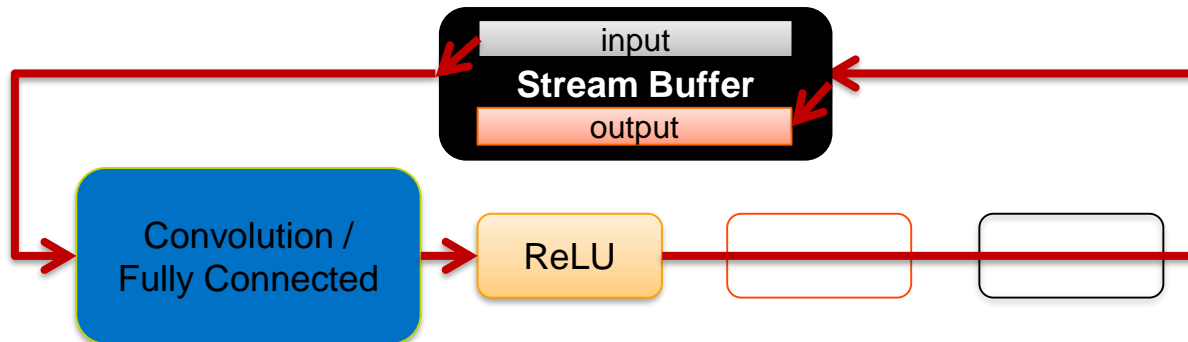 input
Stream Buffer
output
Convolution /
Fully Connected
ReLU